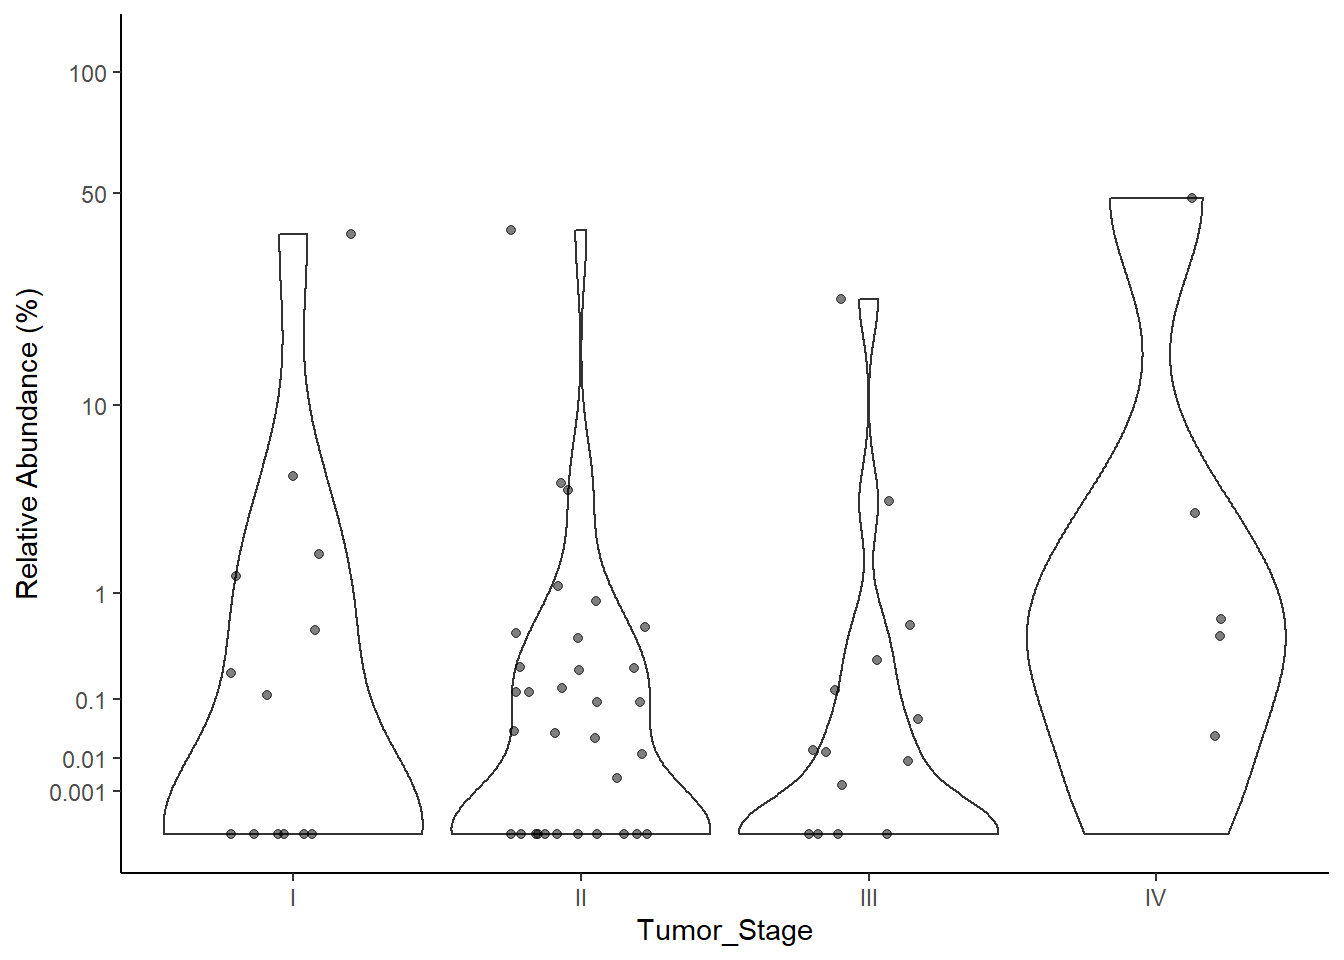 Relative Abundance (%)
100
50
10
1
0.1
0.01
0.001
I
II
III
IV
Tumor_Stage